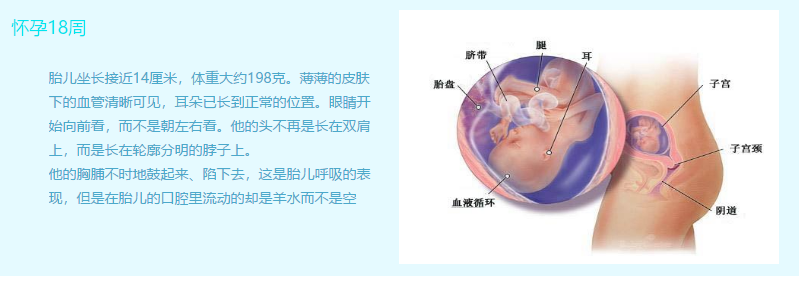 怀孕18周
胎儿坐长接近14厘米，体重大约198克。薄薄的皮肤
下的血管清晰可见，耳朵已长到正常的位置。眼睛开
始向前看，而不是朝左右看。他的头不再是长在双肩
上，而是长在轮廓分明的脖子上。
他的胸脯不时地鼓起来、陷下去，这是胎儿呼吸的表
现，但是在胎儿的口腔里流动的却是羊水而不是空
腿
脐带
耳
胎盘
子宫
子宫颈
血液循环
阴道